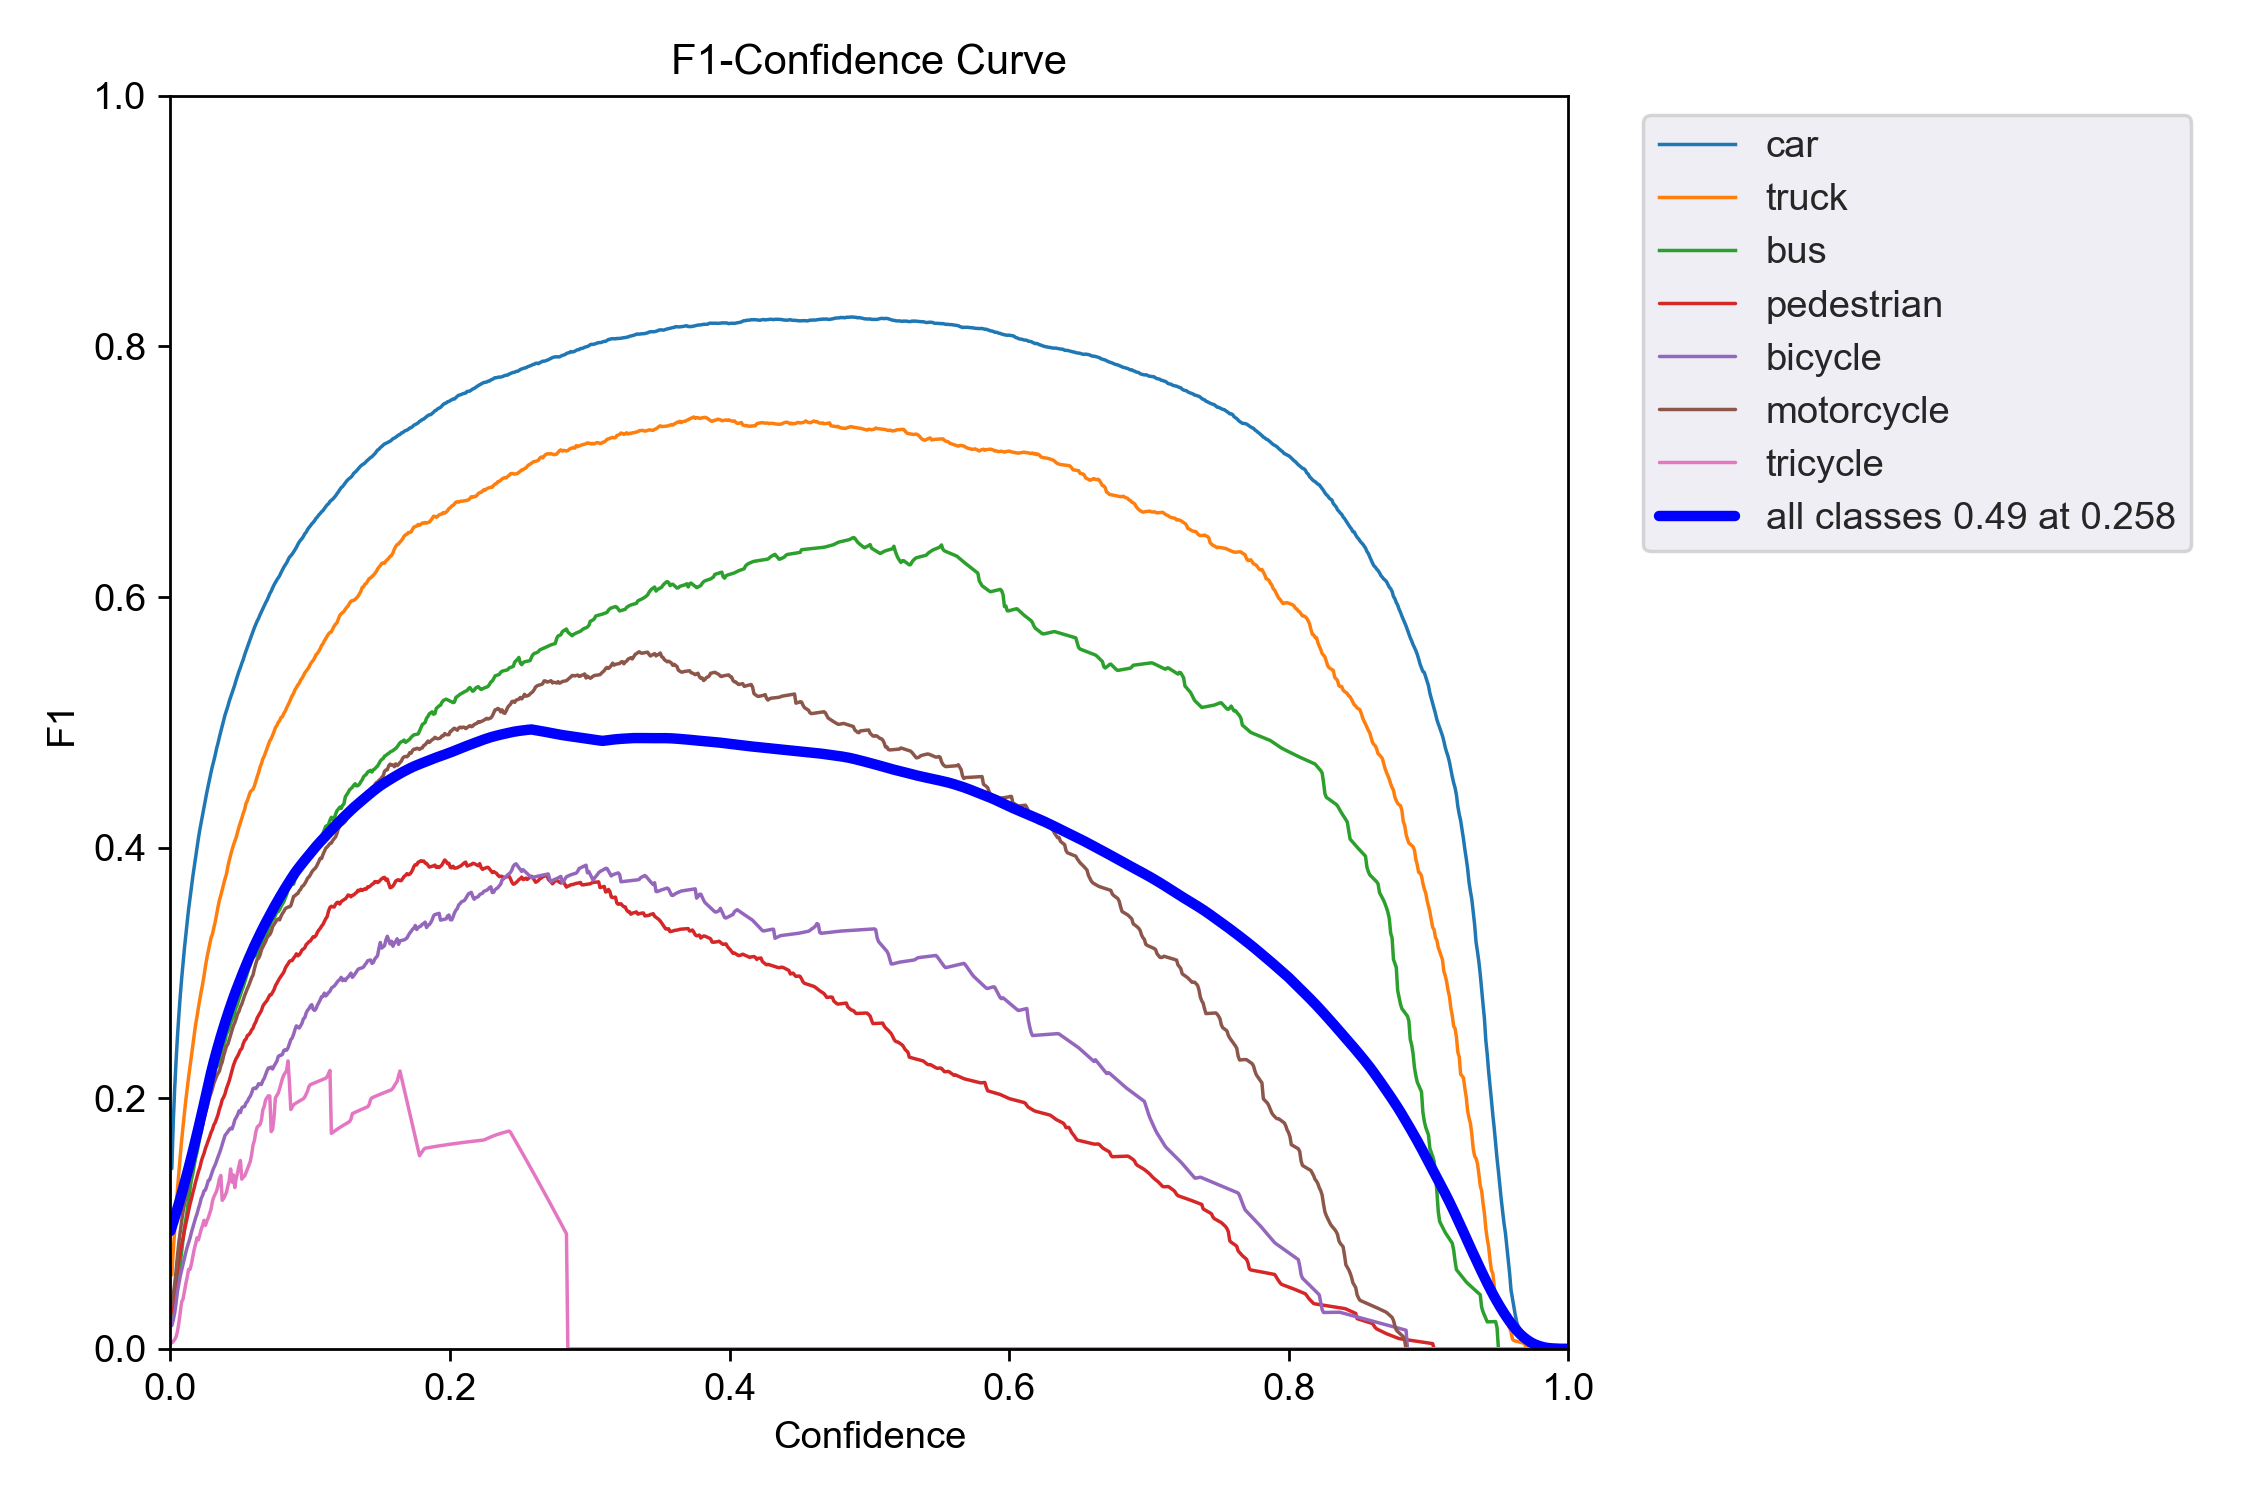 F1-Confidence Curve
1.0
0.8
0.6
0.4
0.2
0.0
F1
0.0 0.2 0.4 0.6 0.8 1.0
Confidence
car
truck
bus
pedestrian
bicycle
motorcycle
tricycle
all classes 0.49 at 0.258